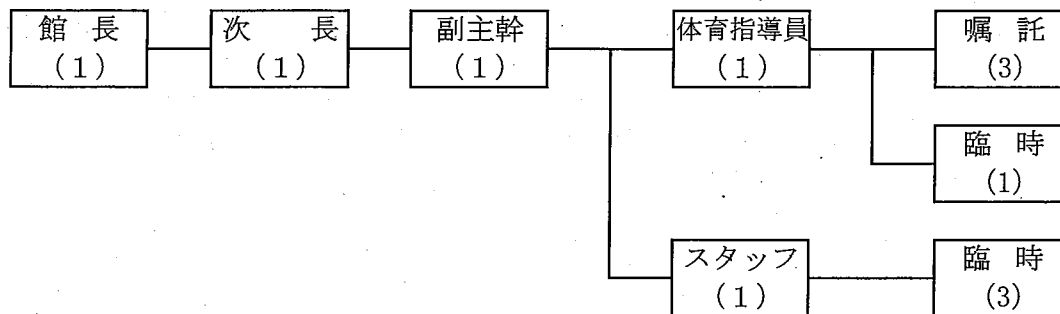 館 長
(1)
次 長
(1)
副主幹
(1)
体育指導員
(1)
嘱 託
(3)
臨 時
(1)
スタッフ
(1)
臨 時
(3)